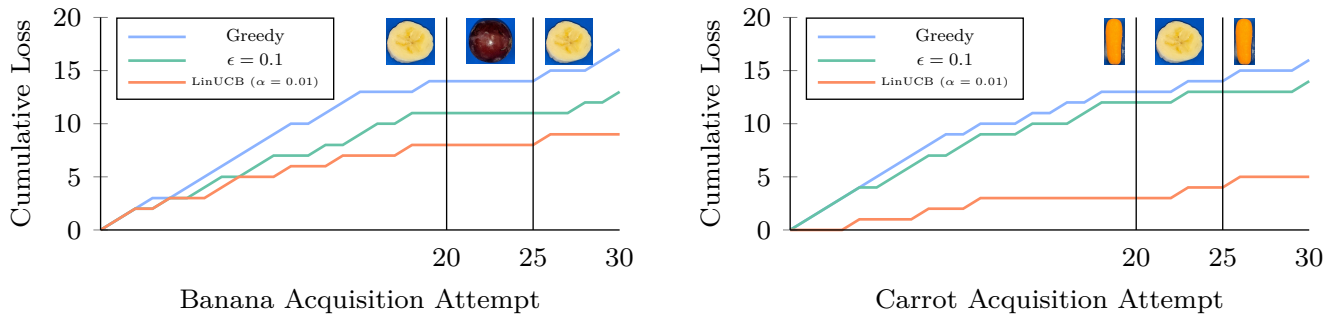 20
15
10
5
0
Cumulative Loss
Greedy
ϵ = 0.1
LinUCB (α = 0.01)
20 25 30
Banana Acquisition Attempt
20
15
10
5
0
Cumulative Loss
Greedy
ϵ = 0.1
LinUCB (α = 0.01)
20 25 30
Carrot Acquisition Attempt